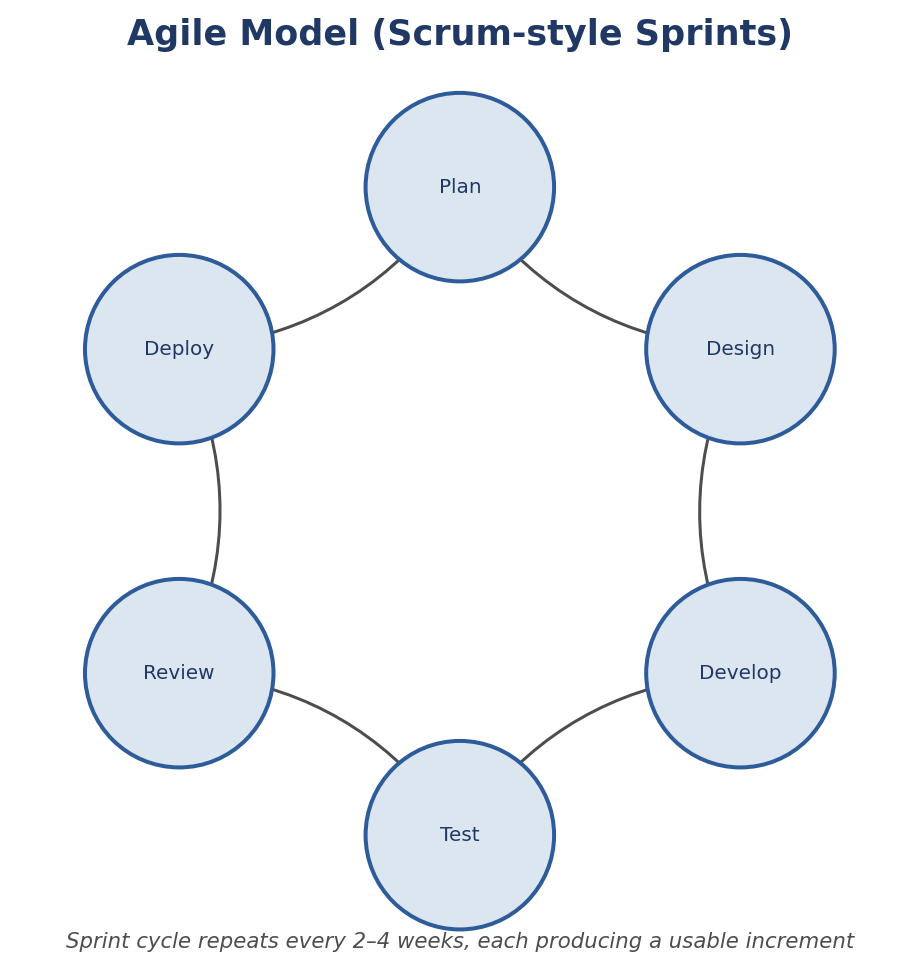 Agile Model (Scrum-style Sprints)
Plan
Design
Develop
Test
Review
Deploy
Sprint cycle repeats every 2–4 weeks, each producing a usable increment